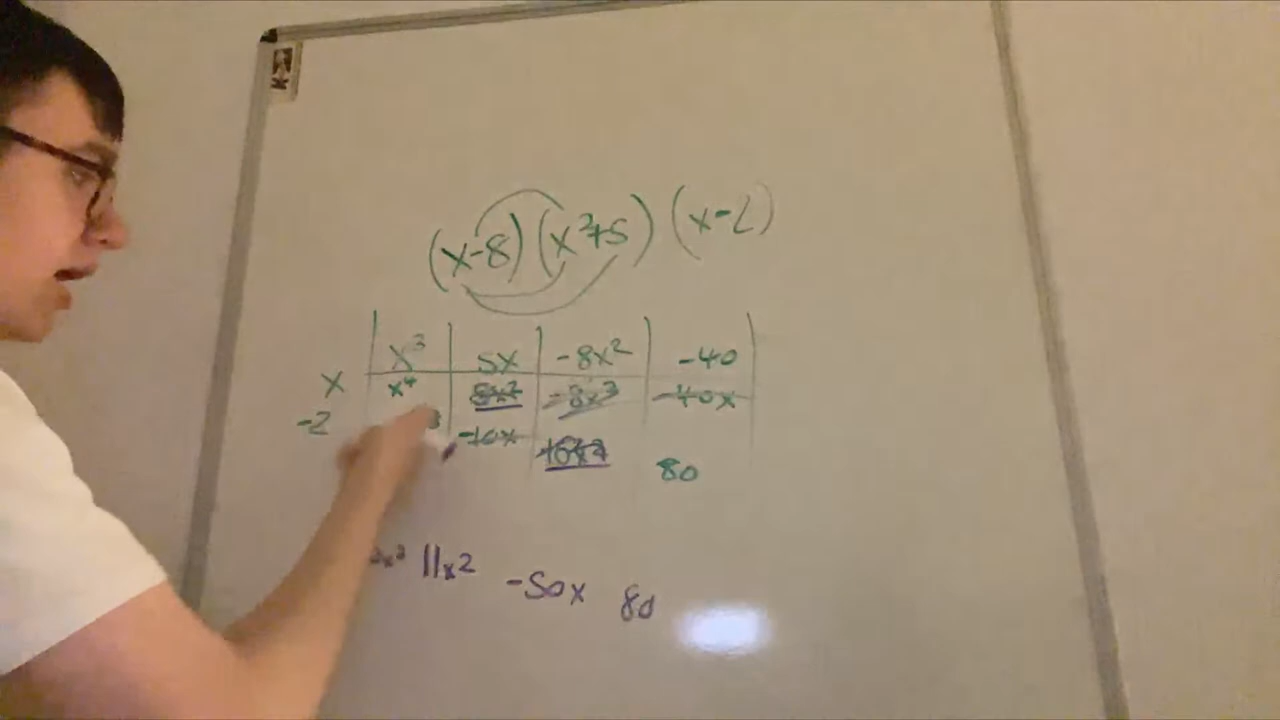 (x-8)(x²+5)(x-2)
x³ 5x -8x² -40
x x⁴ 5x² -8x³ -40x
-2 -10x 16x² 80
11x² -50x 80